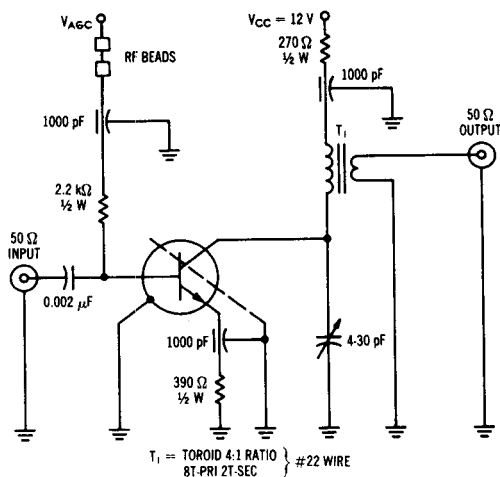 V_AGC
RF BEADS
1000 pF
2.2 kΩ
½ W
50 Ω
INPUT
0.002 μF
V_CC = 12 V
270 Ω
½ W
1000 pF
T₁
50 Ω
OUTPUT
1000 pF
390 Ω
½ W
4-30 pF
T₁ = TOROID 4:1 RATIO
8T-PRI 2T-SEC } #22 WIRE